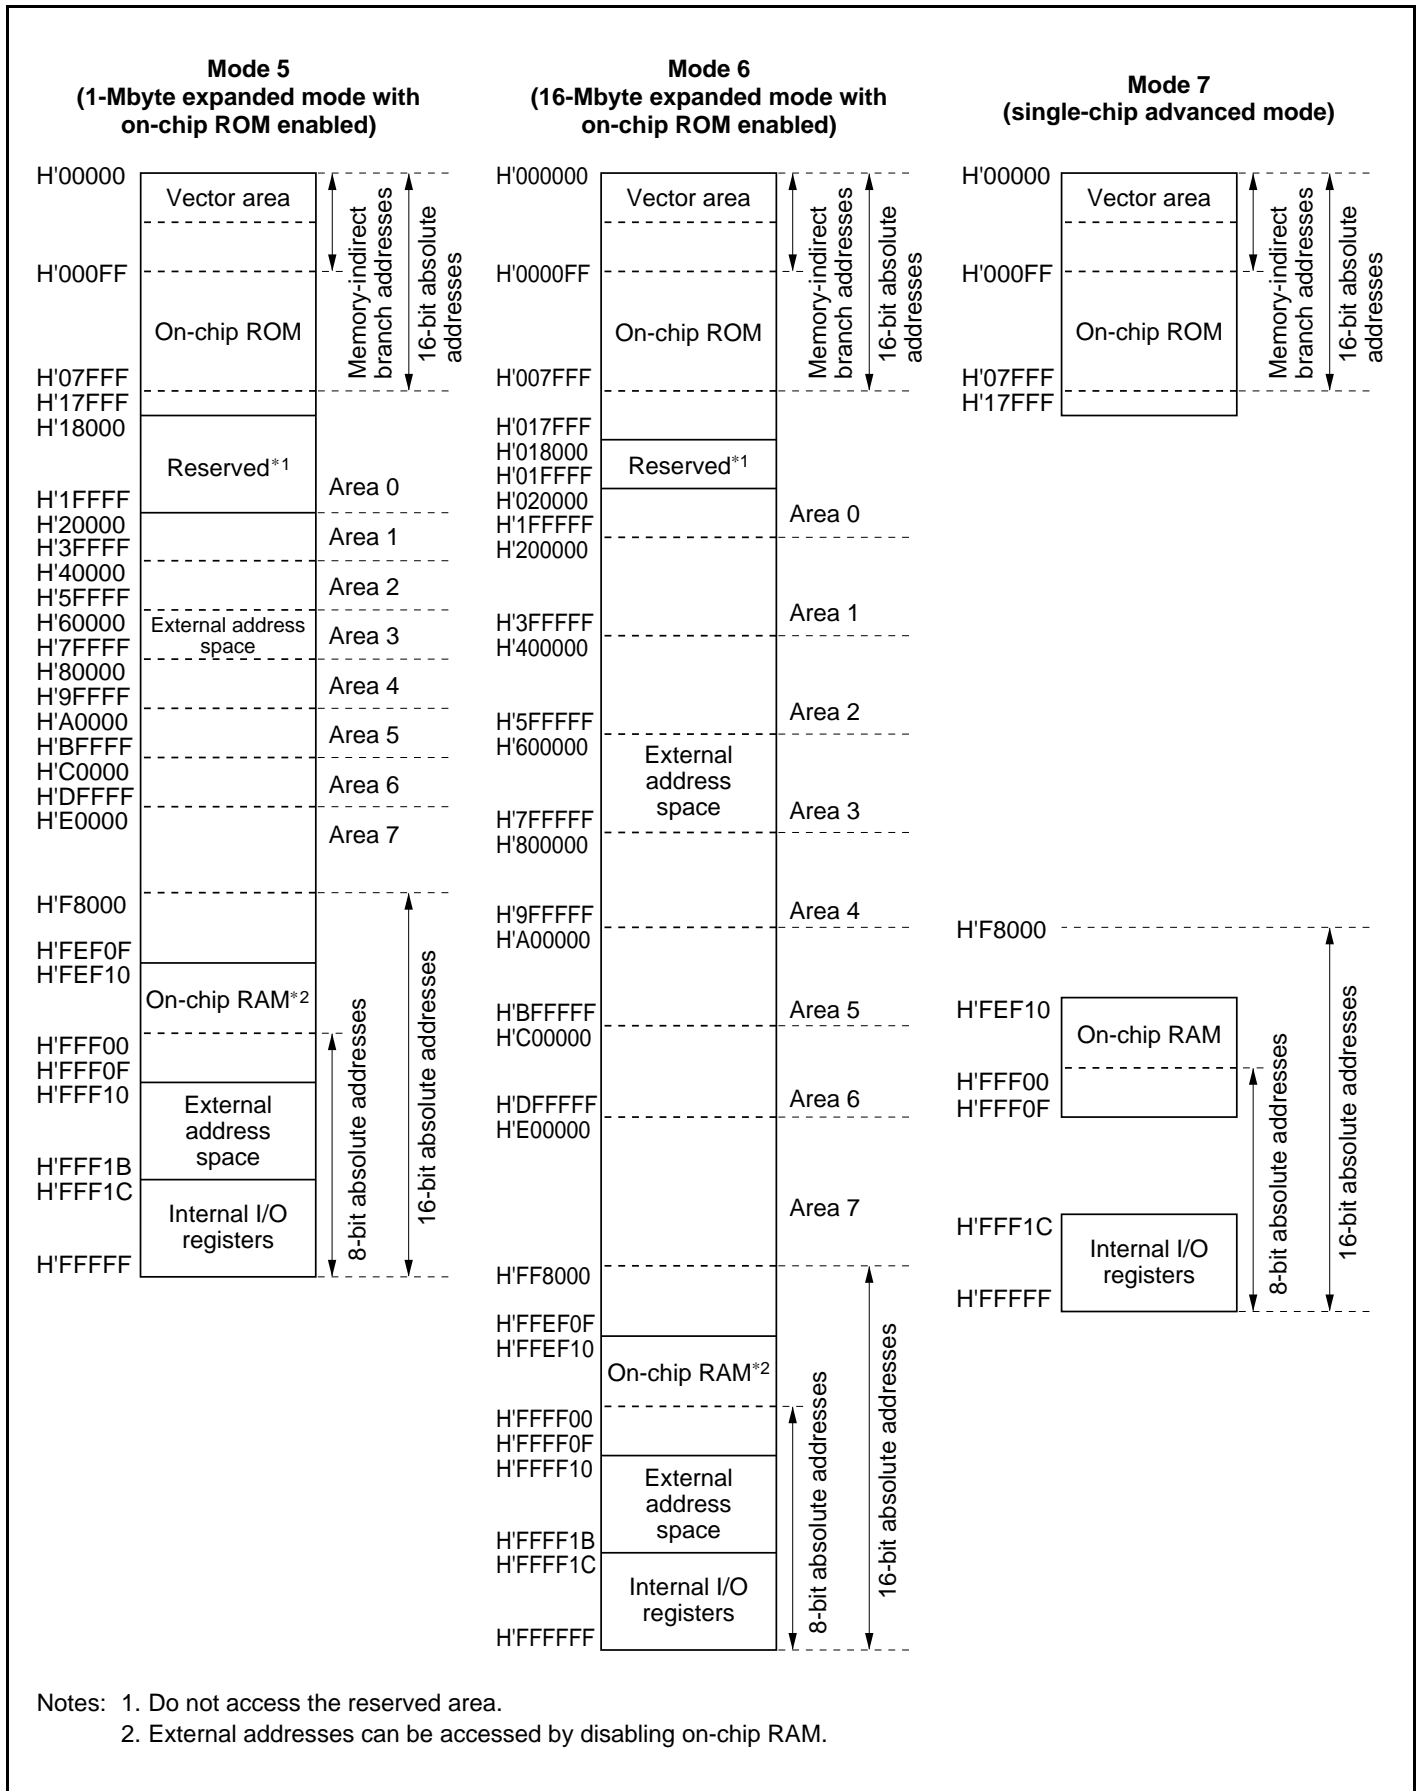 Mode 5
(1-Mbyte expanded mode with
on-chip ROM enabled)
H'00000
Vector area
H'000FF
On-chip ROM
H'07FFF
H'17FFF
H'18000
Reserved*1
H'1FFFF
H'20000
H'3FFFF
H'40000
H'5FFFF
H'60000
H'7FFFF
H'80000
H'9FFFF
H'A0000
H'BFFFF
H'C0000
H'DFFFF
H'E0000
External address
space
H'F8000
H'FEF0F
H'FEF10
On-chip RAM*2
H'FFF00
H'FFF0F
H'FFF10
External
address
space
H'FFF1B
H'FFF1C
Internal I/O
registers
H'FFFFF
Memory-indirect
branch addresses
16-bit absolute
addresses
Area 0
Area 1
Area 2
Area 3
Area 4
Area 5
Area 6
Area 7
8-bit absolute addresses
16-bit absolute addresses
Mode 6
(16-Mbyte expanded mode with
on-chip ROM enabled)
H'000000
Vector area
H'0000FF
On-chip ROM
H'007FFF
H'017FFF
H'018000
Reserved*1
H'01FFFF
H'020000
H'1FFFFF
H'200000
H'3FFFFF
H'400000
H'5FFFFF
H'600000
External
address
space
H'7FFFFF
H'800000
H'9FFFFF
H'A00000
H'BFFFFF
H'C00000
H'DFFFFF
H'E00000
H'FF8000
H'FFEF0F
H'FFEF10
On-chip RAM*2
H'FFFF00
H'FFFF0F
H'FFFF10
External
address
space
H'FFFF1B
H'FFFF1C
Internal I/O
registers
H'FFFFFF
Memory-indirect
branch addresses
16-bit absolute
addresses
Area 0
Area 1
Area 2
Area 3
Area 4
Area 5
Area 6
Area 7
8-bit absolute addresses
16-bit absolute addresses
Mode 7
(single-chip advanced mode)
H'00000
Vector area
H'000FF
On-chip ROM
H'07FFF
H'17FFF
Memory-indirect
branch addresses
16-bit absolute
addresses
H'F8000
H'FEF10
On-chip RAM
H'FFF00
H'FFF0F
H'FFF1C
Internal I/O
registers
H'FFFFF
8-bit absolute addresses
16-bit absolute addresses
Notes: 1. Do not access the reserved area.
2. External addresses can be accessed by disabling on-chip RAM.